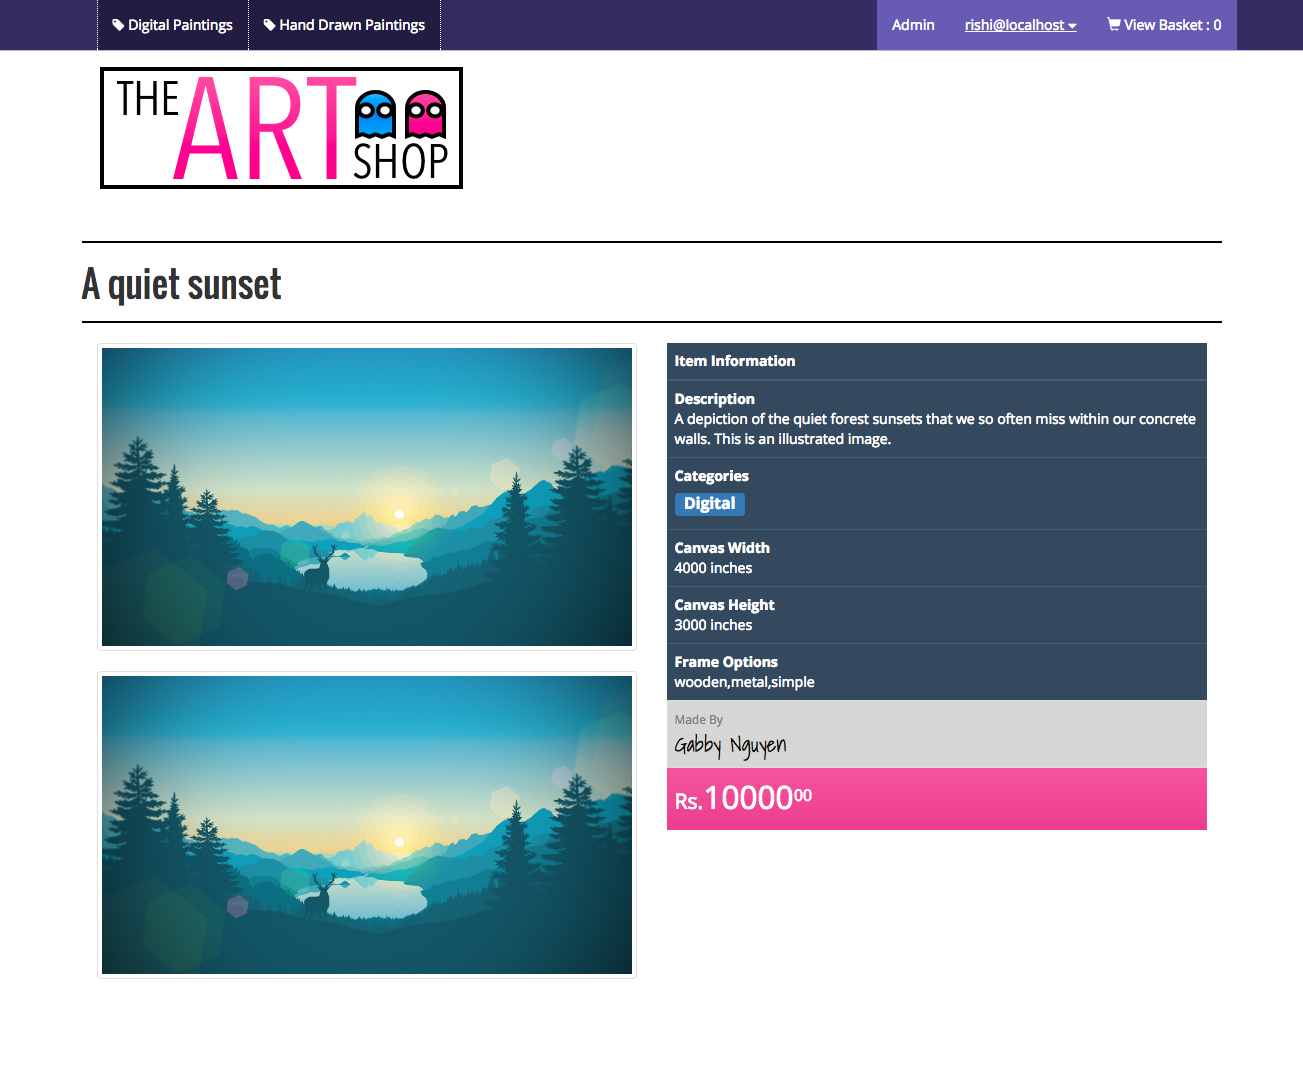 Digital Paintings
Hand Drawn Paintings
Admin
rishi@localhost
View Basket : 0
THE ART SHOP
A quiet sunset
Item Information
Description
A depiction of the quiet forest sunsets that we so often miss within our concrete
walls. This is an illustrated image.
Categories
Digital
Canvas Width
4000 inches
Canvas Height
3000 inches
Frame Options
wooden,metal,simple
Made By
Gabby Nguyen
Rs.1000000